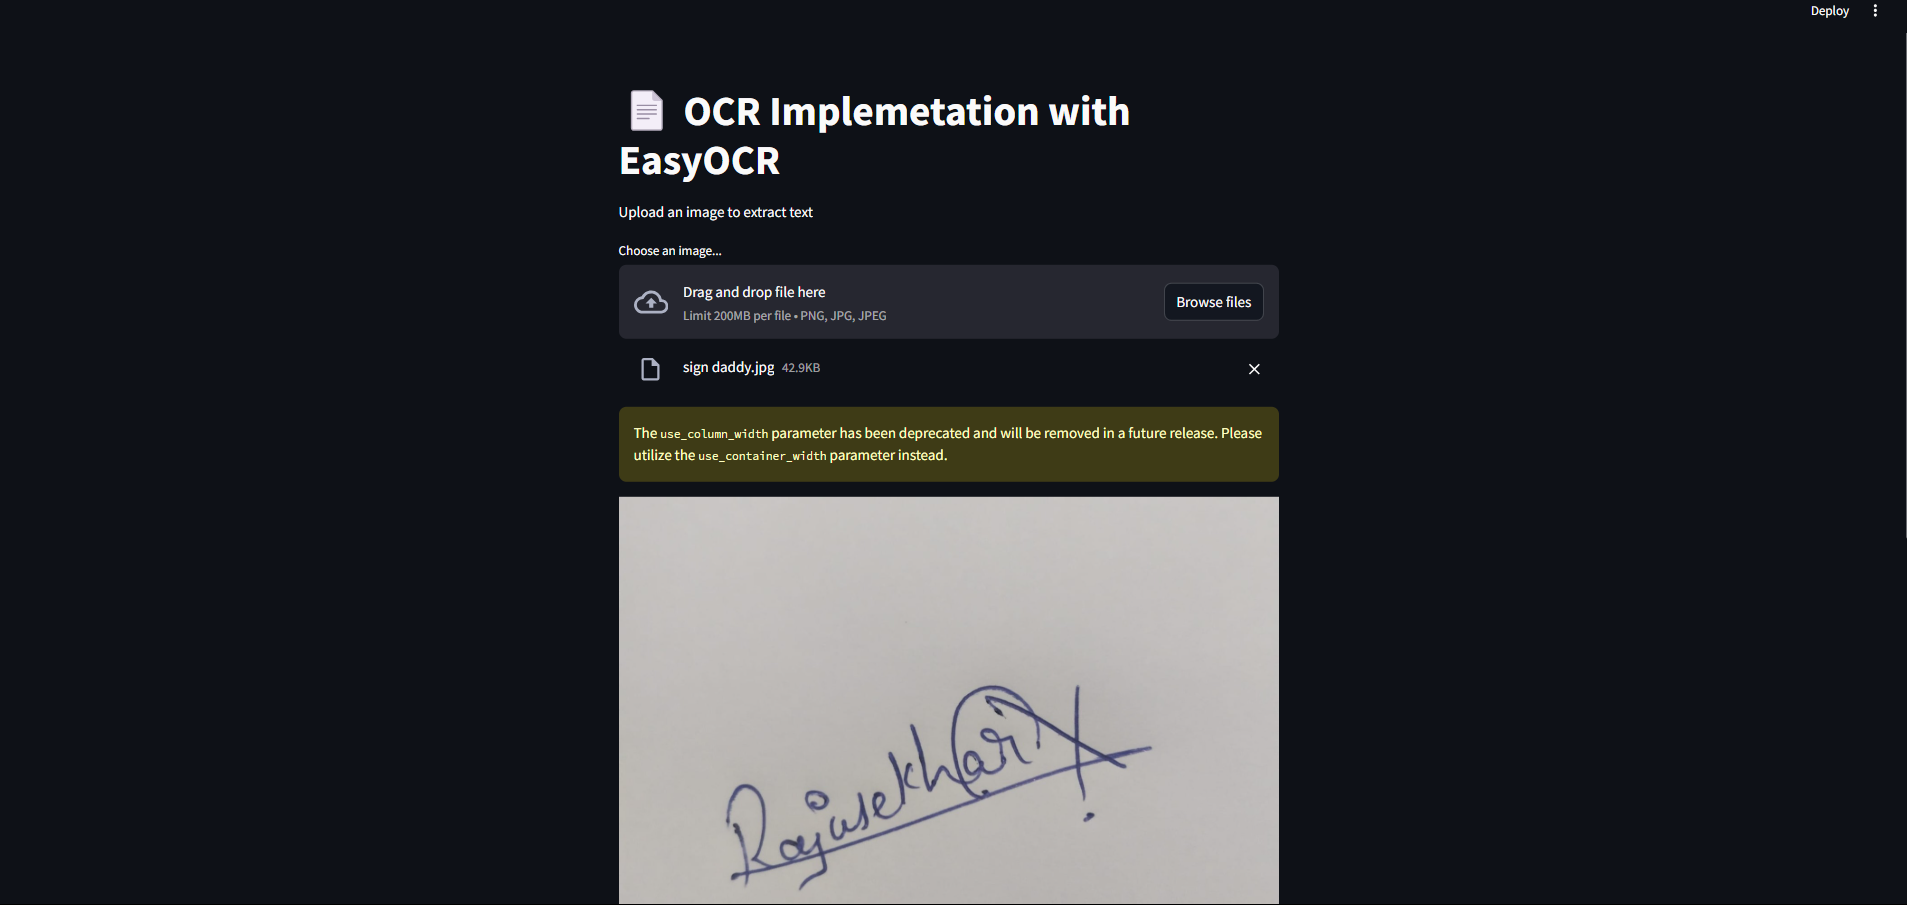 Deploy
OCR Implemetation with
EasyOCR
Upload an image to extract text
Choose an image...
Drag and drop file here
Limit 200MB per file • PNG, JPG, JPEG
Browse files
sign daddy.jpg 42.9KB
The use_column_width parameter has been deprecated and will be removed in a future release. Please
utilize the use_container_width parameter instead.
Rajasekhar